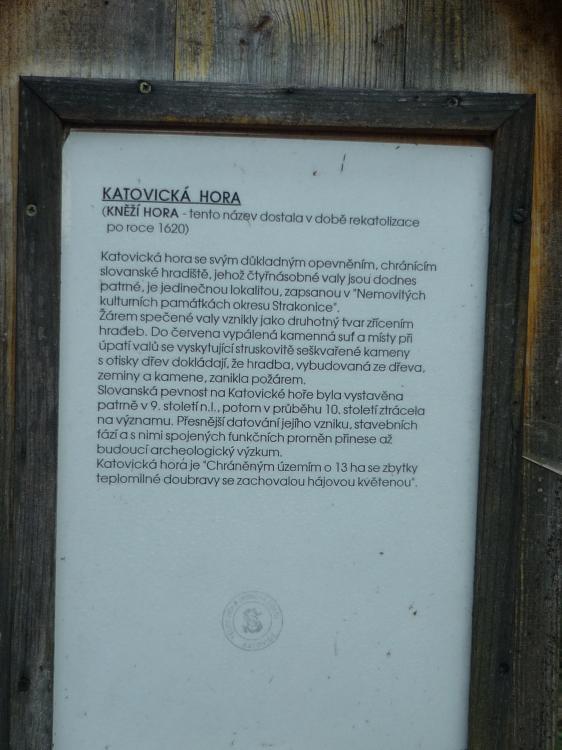 KATOVICKÁ HORA
(KNĚŽÍ HORA - tento název dostala v době rekatolizace
po roce 1620)
Katovická hora se svým důkladným opevněním, chránícím
slovanské hradiště, jehož čtyřnásobné valy jsou dodnes
patrné, je jedinečnou lokalitou, zapsanou v "Nemovitých
kulturních památkách okresu Strakonice".
Žárem spečené valy vznikly jako druhotný tvar zřícením
hradeb. Do červena vypálená kamenná suť a místy při
úpatí valů se vyskytující struskovitě seškvařené kameny
s otisky dřev dokládají, že hradba, vybudovaná ze dřeva,
zeminy a kamene, zanikla požárem.
Slovanská pevnost na Katovické hoře byla vystavěna
patrně v 9. století n.l., potom v průběhu 10. století ztrácela
na významu. Přesnější datování jejího vzniku, stavebních
fází a s nimi spojených funkčních proměn přinese až
budoucí archeologický výzkum.
Katovická hora je "Chráněným územím o 13 ha se zbytky
teplomilné doubravy se zachovalou hájovou květenou".